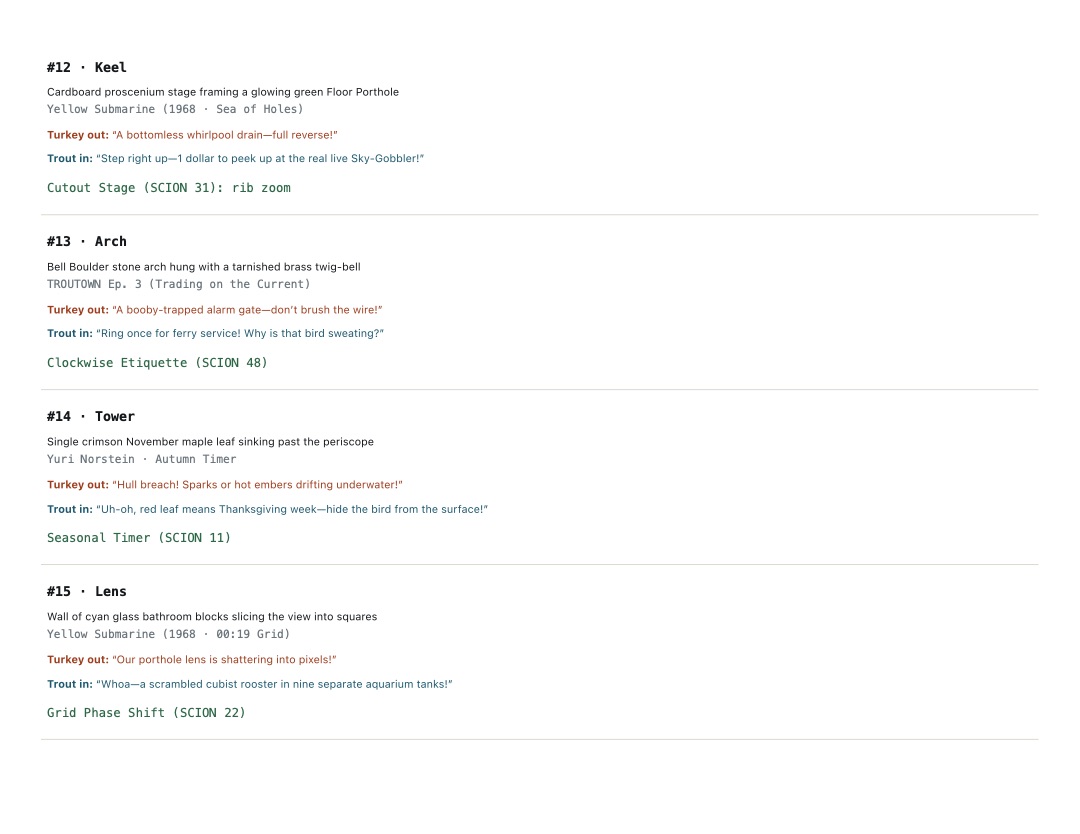 #12 · Keel
Cardboard proscenium stage framing a glowing green Floor Porthole
Yellow Submarine (1968 · Sea of Holes)
Turkey out: “A bottomless whirlpool drain—full reverse!”
Trout in: “Step right up—1 dollar to peek up at the real live Sky-Gobbler!”
Cutout Stage (SCION 31): rib zoom
#13 · Arch
Bell Boulder stone arch hung with a tarnished brass twig-bell
TROUTOWN Ep. 3 (Trading on the Current)
Turkey out: “A booby-trapped alarm gate—don’t brush the wire!”
Trout in: “Ring once for ferry service! Why is that bird sweating?”
Clockwise Etiquette (SCION 48)
#14 · Tower
Single crimson November maple leaf sinking past the periscope
Yuri Norstein · Autumn Timer
Turkey out: “Hull breach! Sparks or hot embers drifting underwater!”
Trout in: “Uh-oh, red leaf means Thanksgiving week—hide the bird from the surface!”
Seasonal Timer (SCION 11)
#15 · Lens
Wall of cyan glass bathroom blocks slicing the view into squares
Yellow Submarine (1968 · 00:19 Grid)
Turkey out: “Our porthole lens is shattering into pixels!”
Trout in: “Whoa—a scrambled cubist rooster in nine separate aquarium tanks!”
Grid Phase Shift (SCION 22)